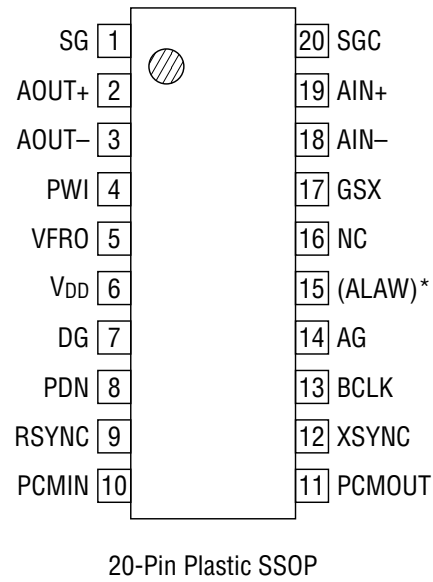 SG 1 20 SGC
AOUT+ 2 19 AIN+
AOUT– 3 18 AIN–
PWI 4 17 GSX
VFRO 5 16 NC
VDD 6 15 (ALAW)*
DG 7 14 AG
PDN 8 13 BCLK
RSYNC 9 12 XSYNC
PCMIN 10 11 PCMOUT
20-Pin Plastic SSOP